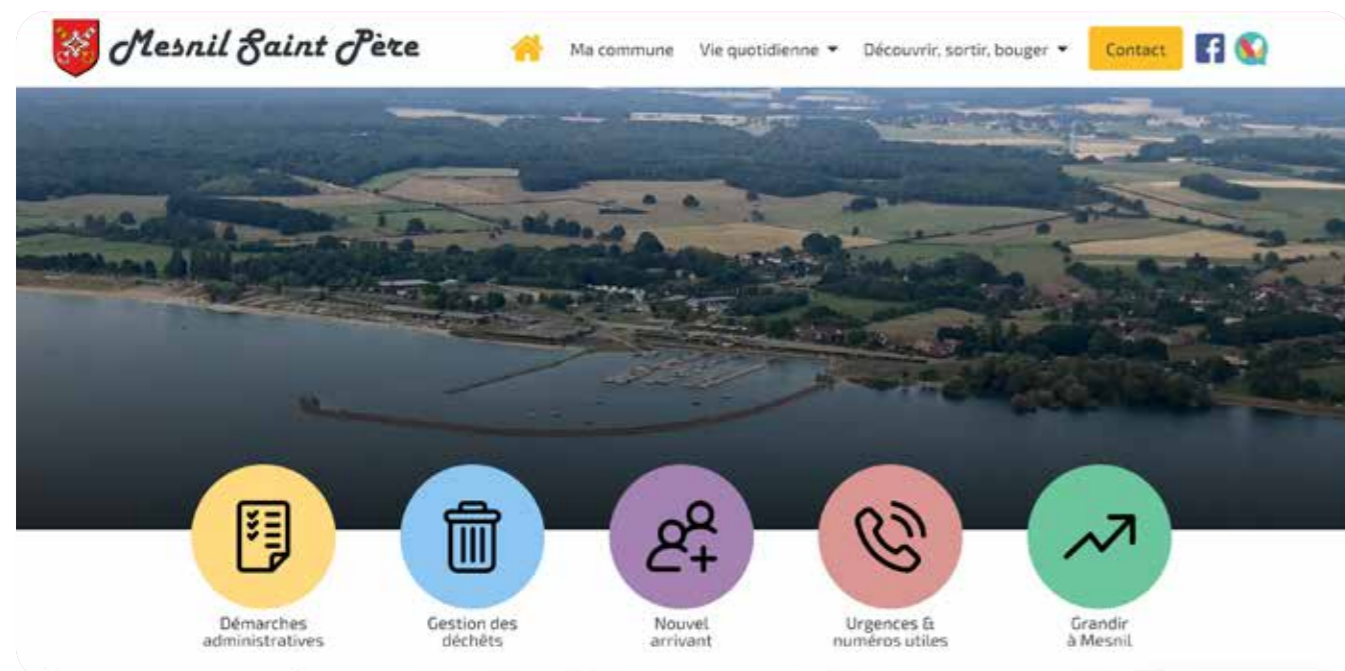 Mesnil Saint Père
Ma commune
Vie quotidienne
Découvrir, sortir, bouger
Contact
Démarches
administratives
Gestion des
déchêts
Nouvel
arrivant
Urgences &
numéros utiles
Grandir
à Mesnil